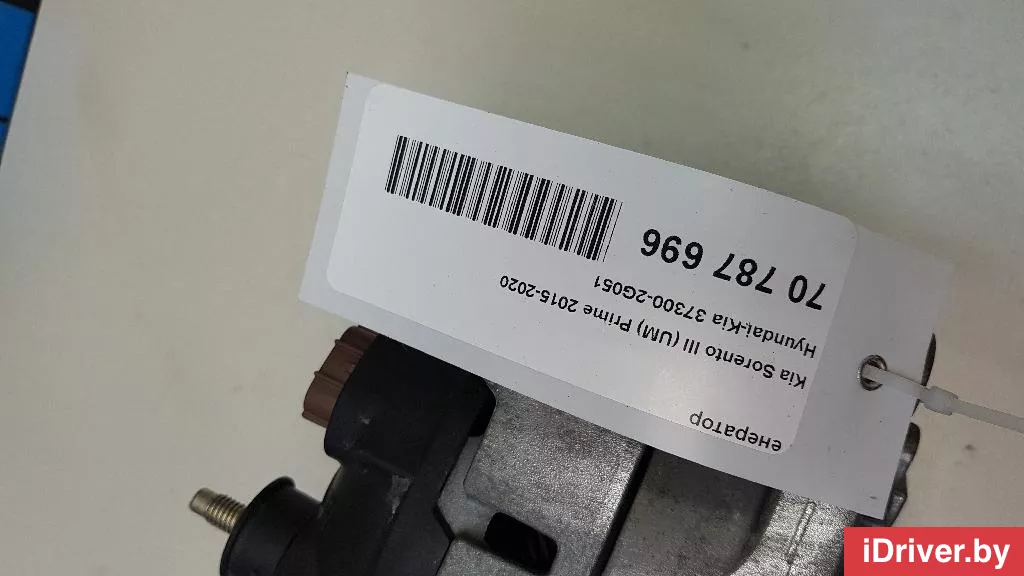 енератор
Kia Sorento III (UM) Prime 2015-2020
Hyundai-Kia 37300-2G051
70 787 696
iDriver.by